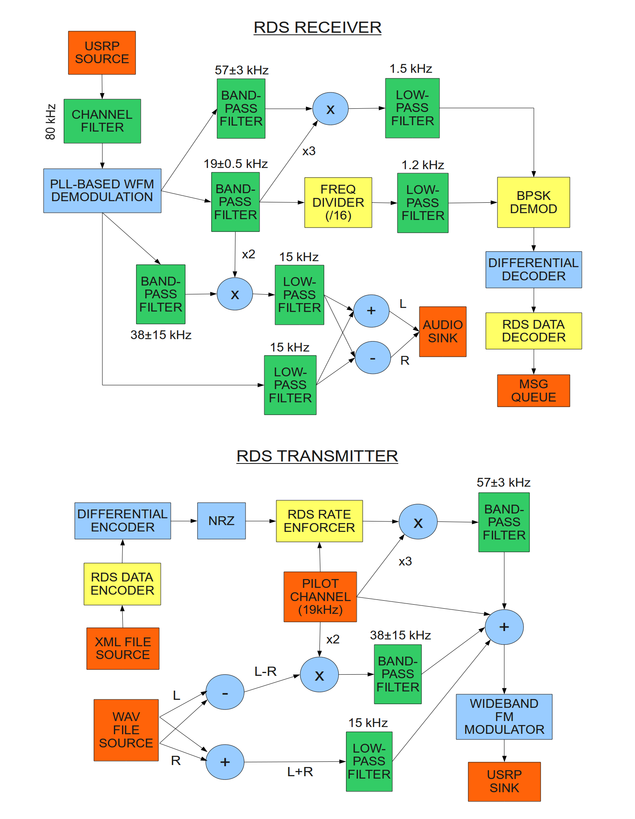 RDS RECEIVER
USRP
SOURCE
80 kHz
CHANNEL
FILTER
PLL-BASED WFM
DEMODULATION
57±3 kHz
BAND-
PASS
FILTER
x
1.5 kHz
LOW-
PASS
FILTER
x3
19±0.5 kHz
BAND-
PASS
FILTER
FREQ
DIVIDER
(/16)
1.2 kHz
LOW-
PASS
FILTER
BPSK
DEMOD
x2
BAND-
PASS
FILTER
38±15 kHz
x
15 kHz
LOW-
PASS
FILTER
15 kHz
LOW-
PASS
FILTER
+
-
L
R
AUDIO
SINK
DIFFERENTIAL
DECODER
RDS DATA
DECODER
MSG
QUEUE
RDS TRANSMITTER
DIFFERENTIAL
ENCODER
NRZ
RDS RATE
ENFORCER
x
57±3 kHz
BAND-
PASS
FILTER
RDS DATA
ENCODER
PILOT
CHANNEL
(19kHz)
x3
XML FILE
SOURCE
x2
+
WAV
FILE
SOURCE
L
R
-
L-R
x
38±15 kHz
BAND-
PASS
FILTER
+
L+R
15 kHz
LOW-
PASS
FILTER
WIDEBAND
FM
MODULATOR
USRP
SINK